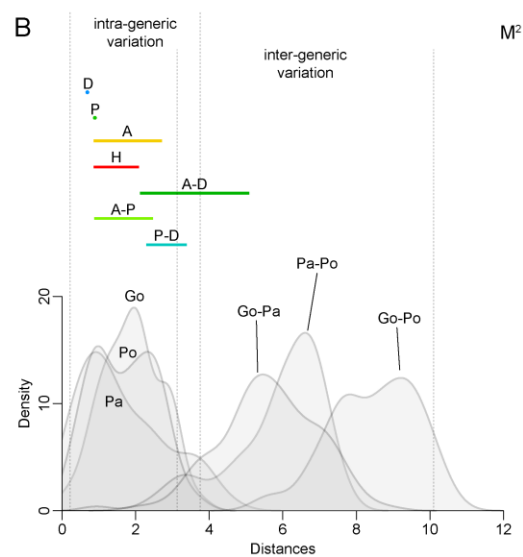 B
intra-generic
variation
inter-generic
variation
M²
D
P
A
H
A-D
A-P
P-D
Pa-Po
Go-Pa
Go-Po
Go
Po
Pa
20
10
0
Density
0 2 4 6 8 10 12
Distances